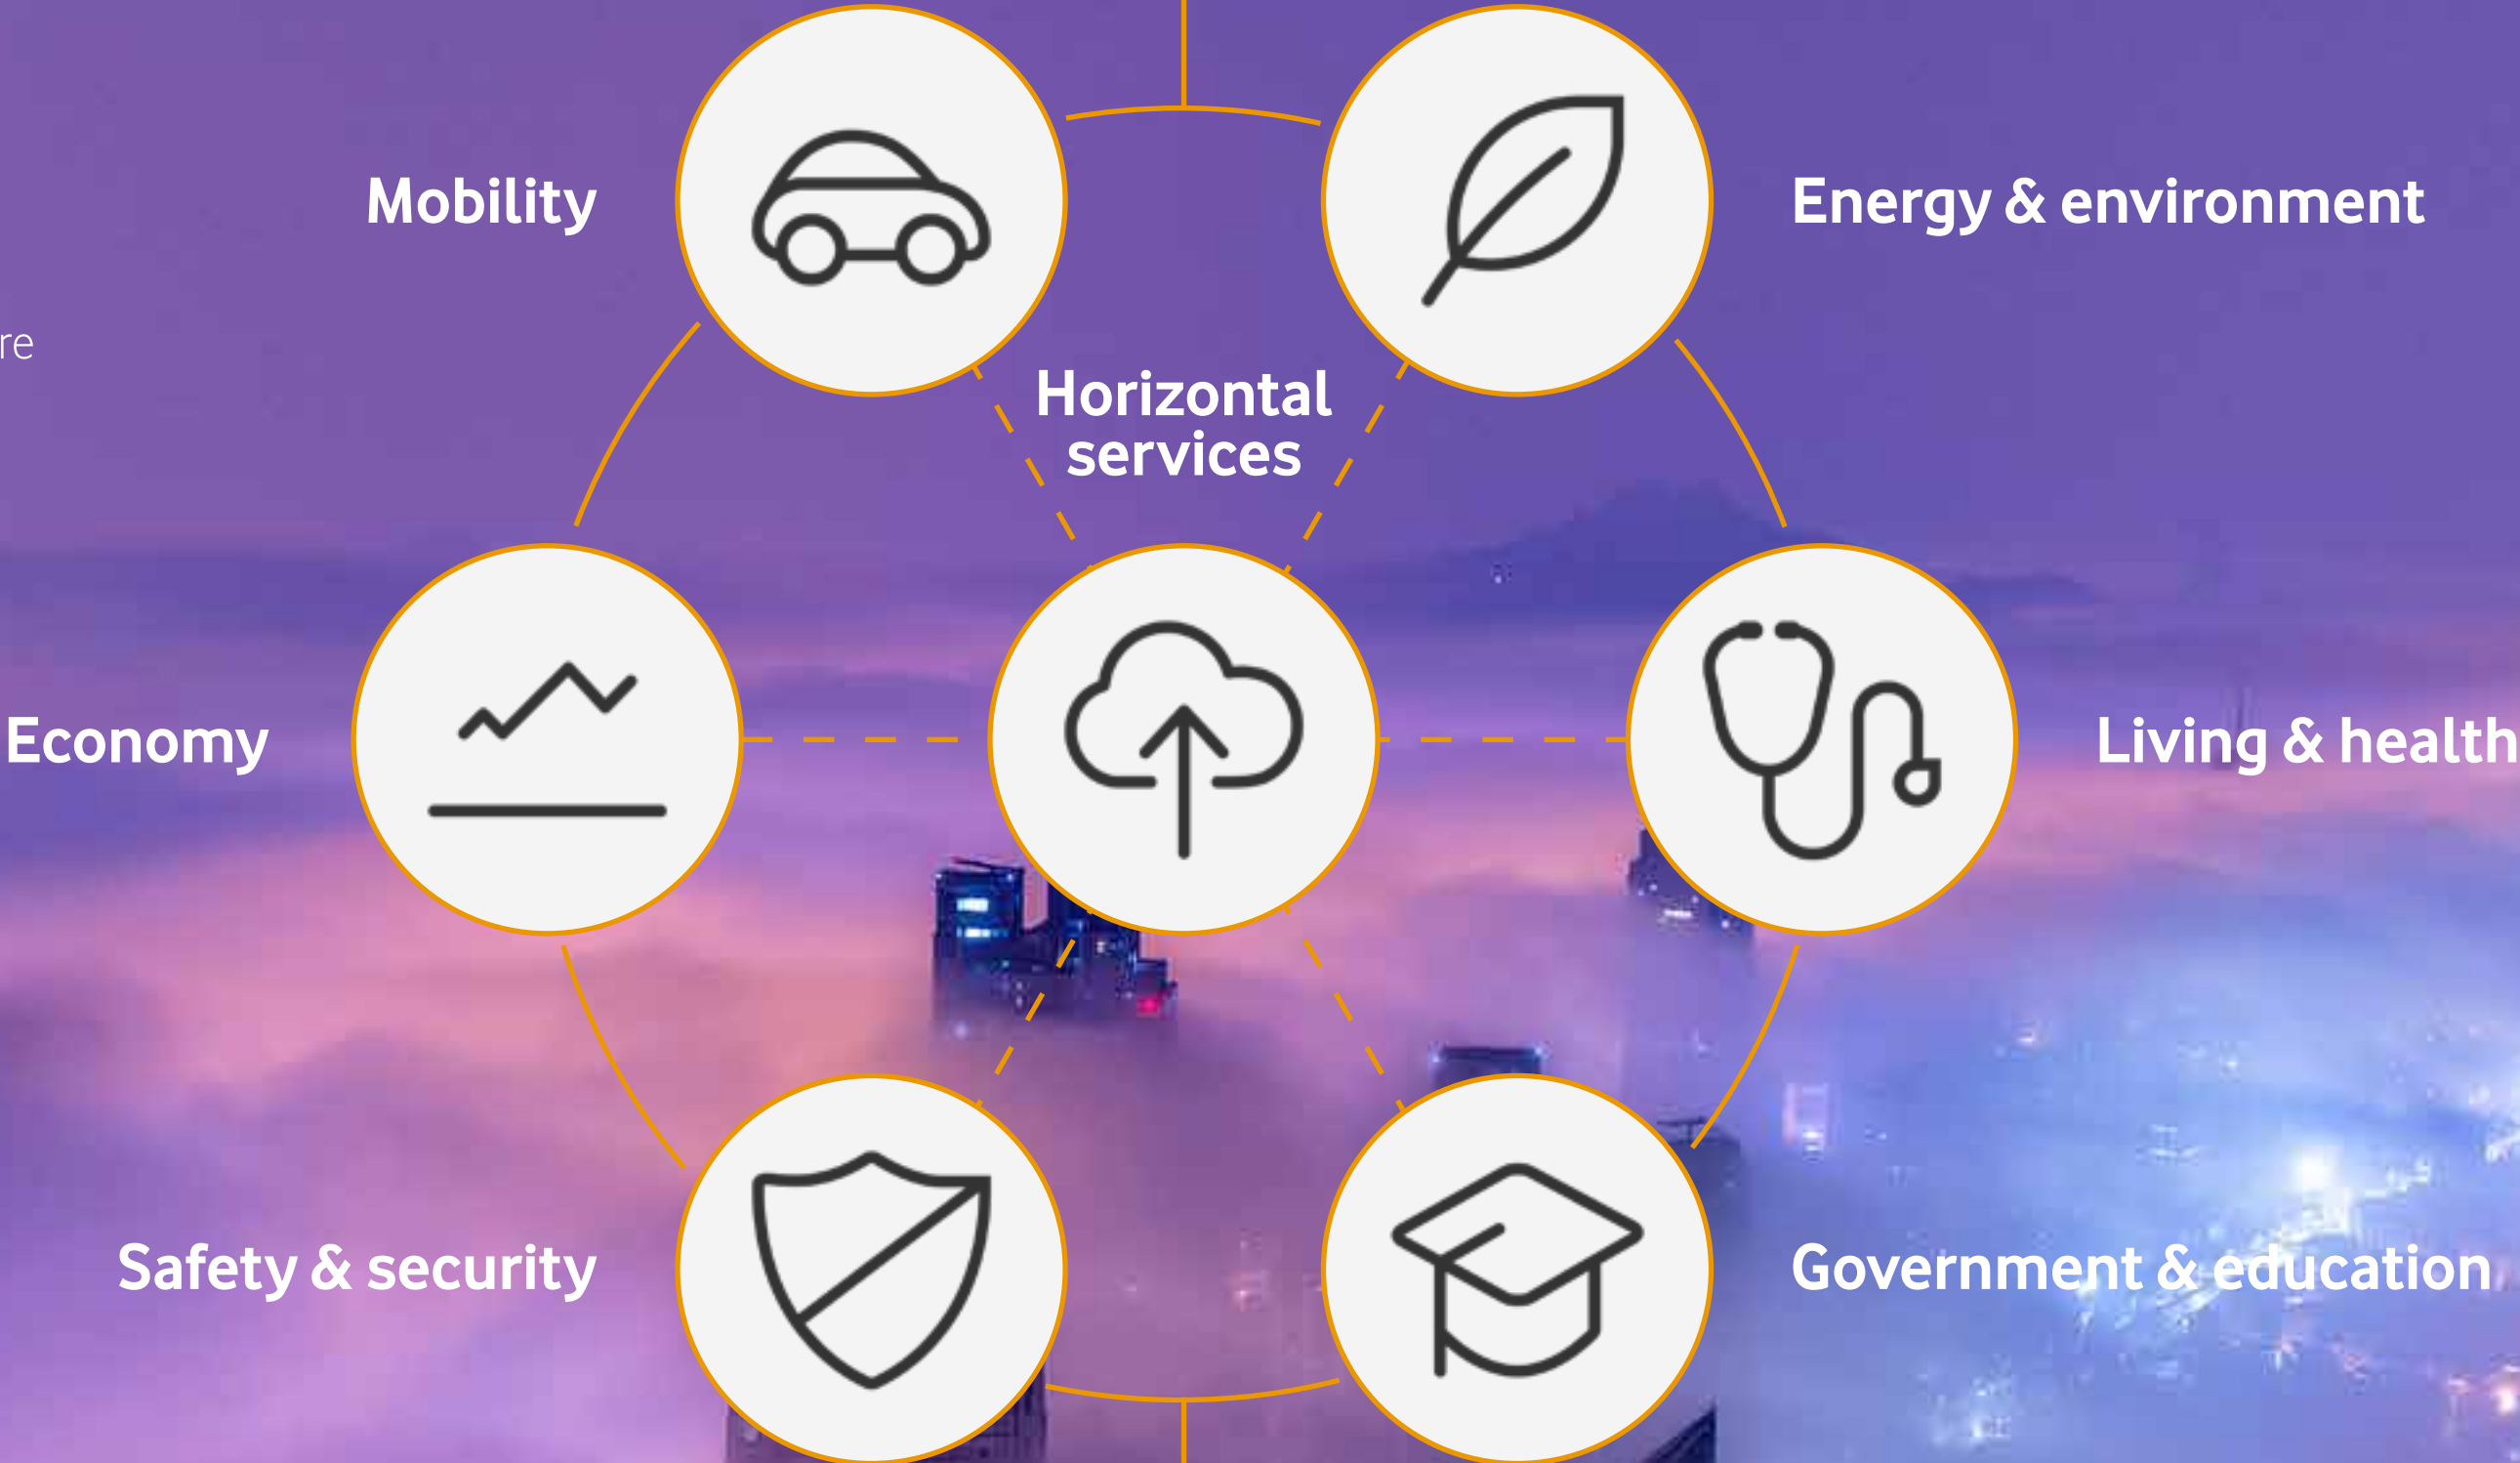 Mobility
Energy & environment
re
Horizontal
services
Economy
Living & health
Safety & security
Government & education